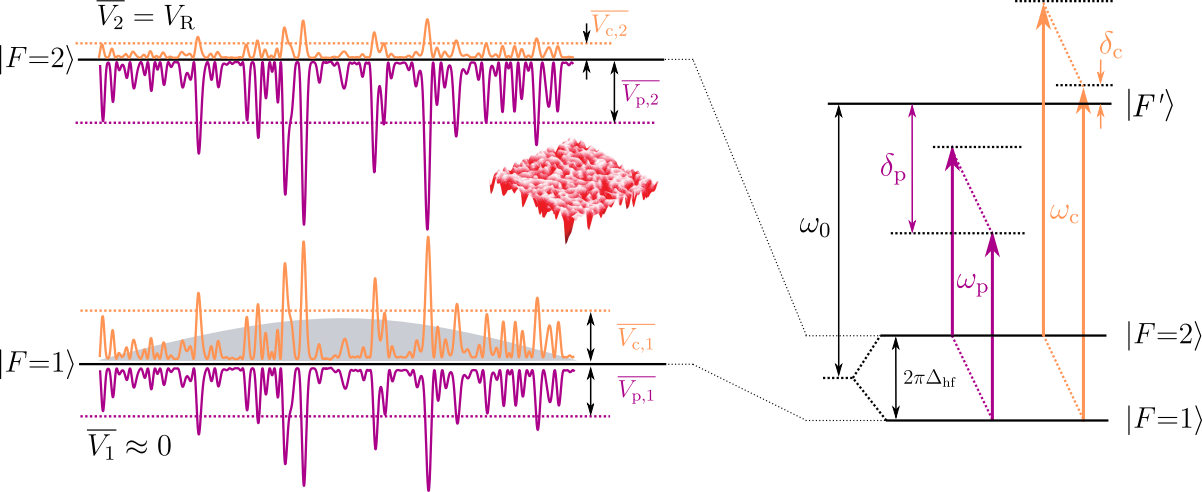 $\overline{V_2} = V_{\mathrm{R}}$
$\overline{V_{\mathrm{c},2}}$
$|F{=}2\rangle$
$\overline{V_{\mathrm{p},2}}$
$\overline{V_{\mathrm{c},1}}$
$|F{=}1\rangle$
$\overline{V_{\mathrm{p},1}}$
$\overline{V_1} \approx 0$
$\delta_{\mathrm{c}}$
$|F'\rangle$
$\delta_{\mathrm{p}}$
$\omega_0$
$\omega_{\mathrm{c}}$
$\omega_{\mathrm{p}}$
$|F{=}2\rangle$
$2\pi\Delta_{\mathrm{hf}}$
$|F{=}1\rangle$